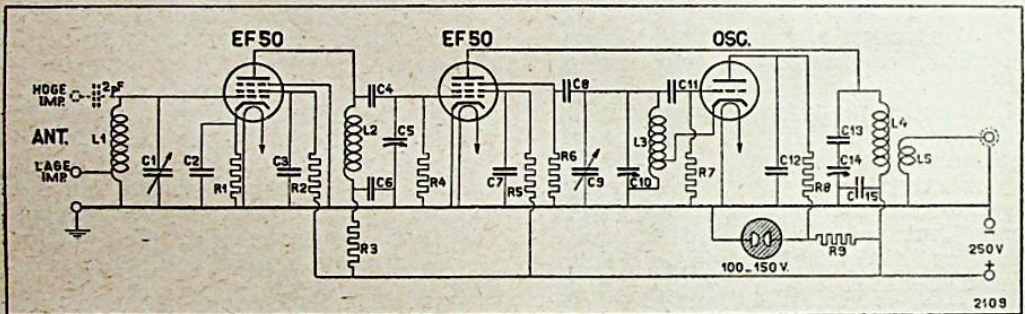 EF50
EF50
OSC.
HOGE
IMP.
2pF
ANT.
LAGE
IMP.
L1
C1
C2
R1
C3
R2
L2
C4
C5
C6
R3
R4
C7
R5
R6
C8
C9
C10
L3
C11
R7
C12
R8
R9
C13
C14
C15
L4
L5
100-150 V.
-
250V
+
2109